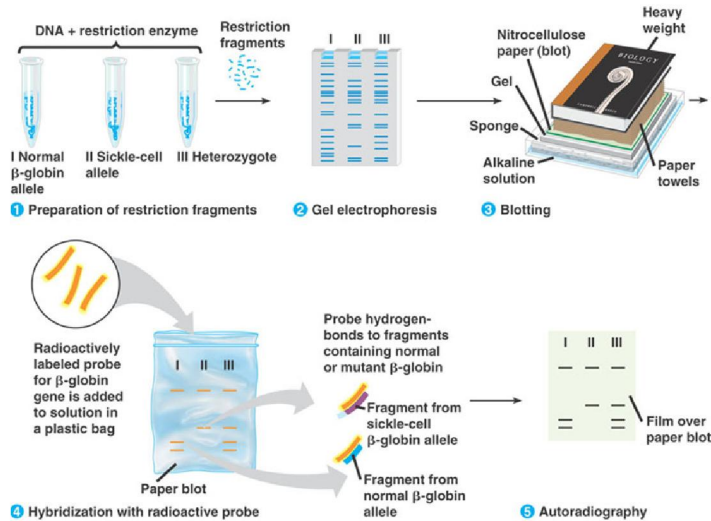 DNA + restriction enzyme
Restriction
fragments
I Normal
β-globin
allele
II Sickle-cell
allele
III Heterozygote
1 Preparation of restriction fragments
I II III
2 Gel electrophoresis
Heavy
weight
Nitrocellulose
paper (blot)
BIOLOGY
Gel
Sponge
Alkaline
solution
Paper
towels
3 Blotting
Radioactively
labeled probe
for β-globin
gene is added
to solution in
a plastic bag
I II III
Paper blot
4 Hybridization with radioactive probe
Probe hydrogen-
bonds to fragments
containing normal
or mutant β-globin
Fragment from
sickle-cell
β-globin allele
Fragment from
normal β-globin
allele
I II III
Film over
paper blot
5 Autoradiography